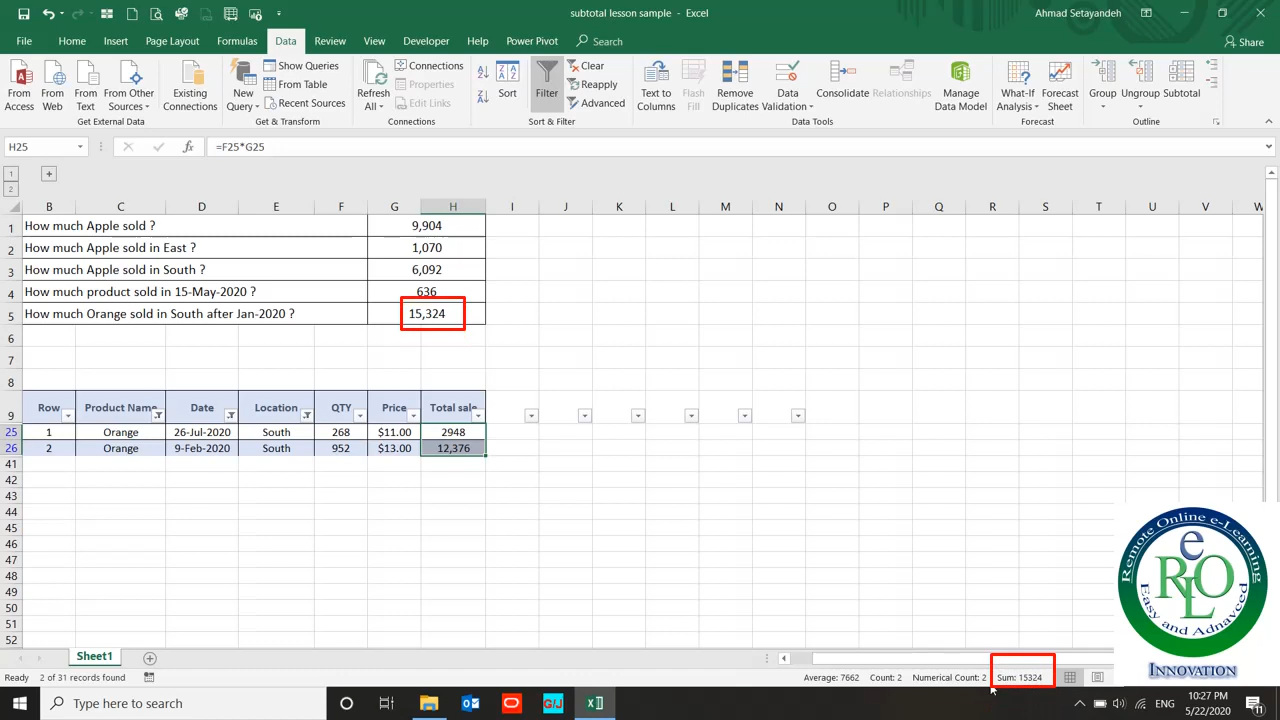 subtotal lesson sample - Excel
Ahmad Setayandeh
File Home Insert Page Layout Formulas Data Review View Developer Help Power Pivot Search Share
From Access
From Web
From Text
From Other Sources
Existing Connections
New Query
Show Queries
From Table
Recent Sources
Refresh All
Connections
Properties
Edit Links
Sort
Filter
Clear
Reapply
Advanced
Text to Columns
Flash Fill
Remove Duplicates
Data Validation
Consolidate
Relationships
Manage Data Model
What-If Analysis
Forecast Sheet
Group
Ungroup
Subtotal
Get External Data Get & Transform Connections Sort & Filter Data Tools Forecast Outline
H25 fx =F25*G25
1
2
B C D E F G H I J K L M N O P Q R S T U V W
1 How much Apple sold ? 9,904
2 How much Apple sold in East ? 1,070
3 How much Apple sold in South ? 6,092
4 How much product sold in 15-May-2020 ? 636
5 How much Orange sold in South after Jan-2020 ? 15,324
6
7
8
9 Row Product Name Date Location QTY Price Total sale
25 1 Orange 26-Jul-2020 South 268 $11.00 2948
26 2 Orange 9-Feb-2020 South 952 $13.00 12,376
41
42
43
44
45
46
47
48
49
50
51
52
Remote Online e-Learning
e
RLO
Easy and Adnavced
INNOVATION
Sheet1
Ready 2 of 31 records found Average: 7662 Count: 2 Numerical Count: 2 Sum: 15324
Type here to search
G/J
ENG
10:27 PM
5/22/2020
11